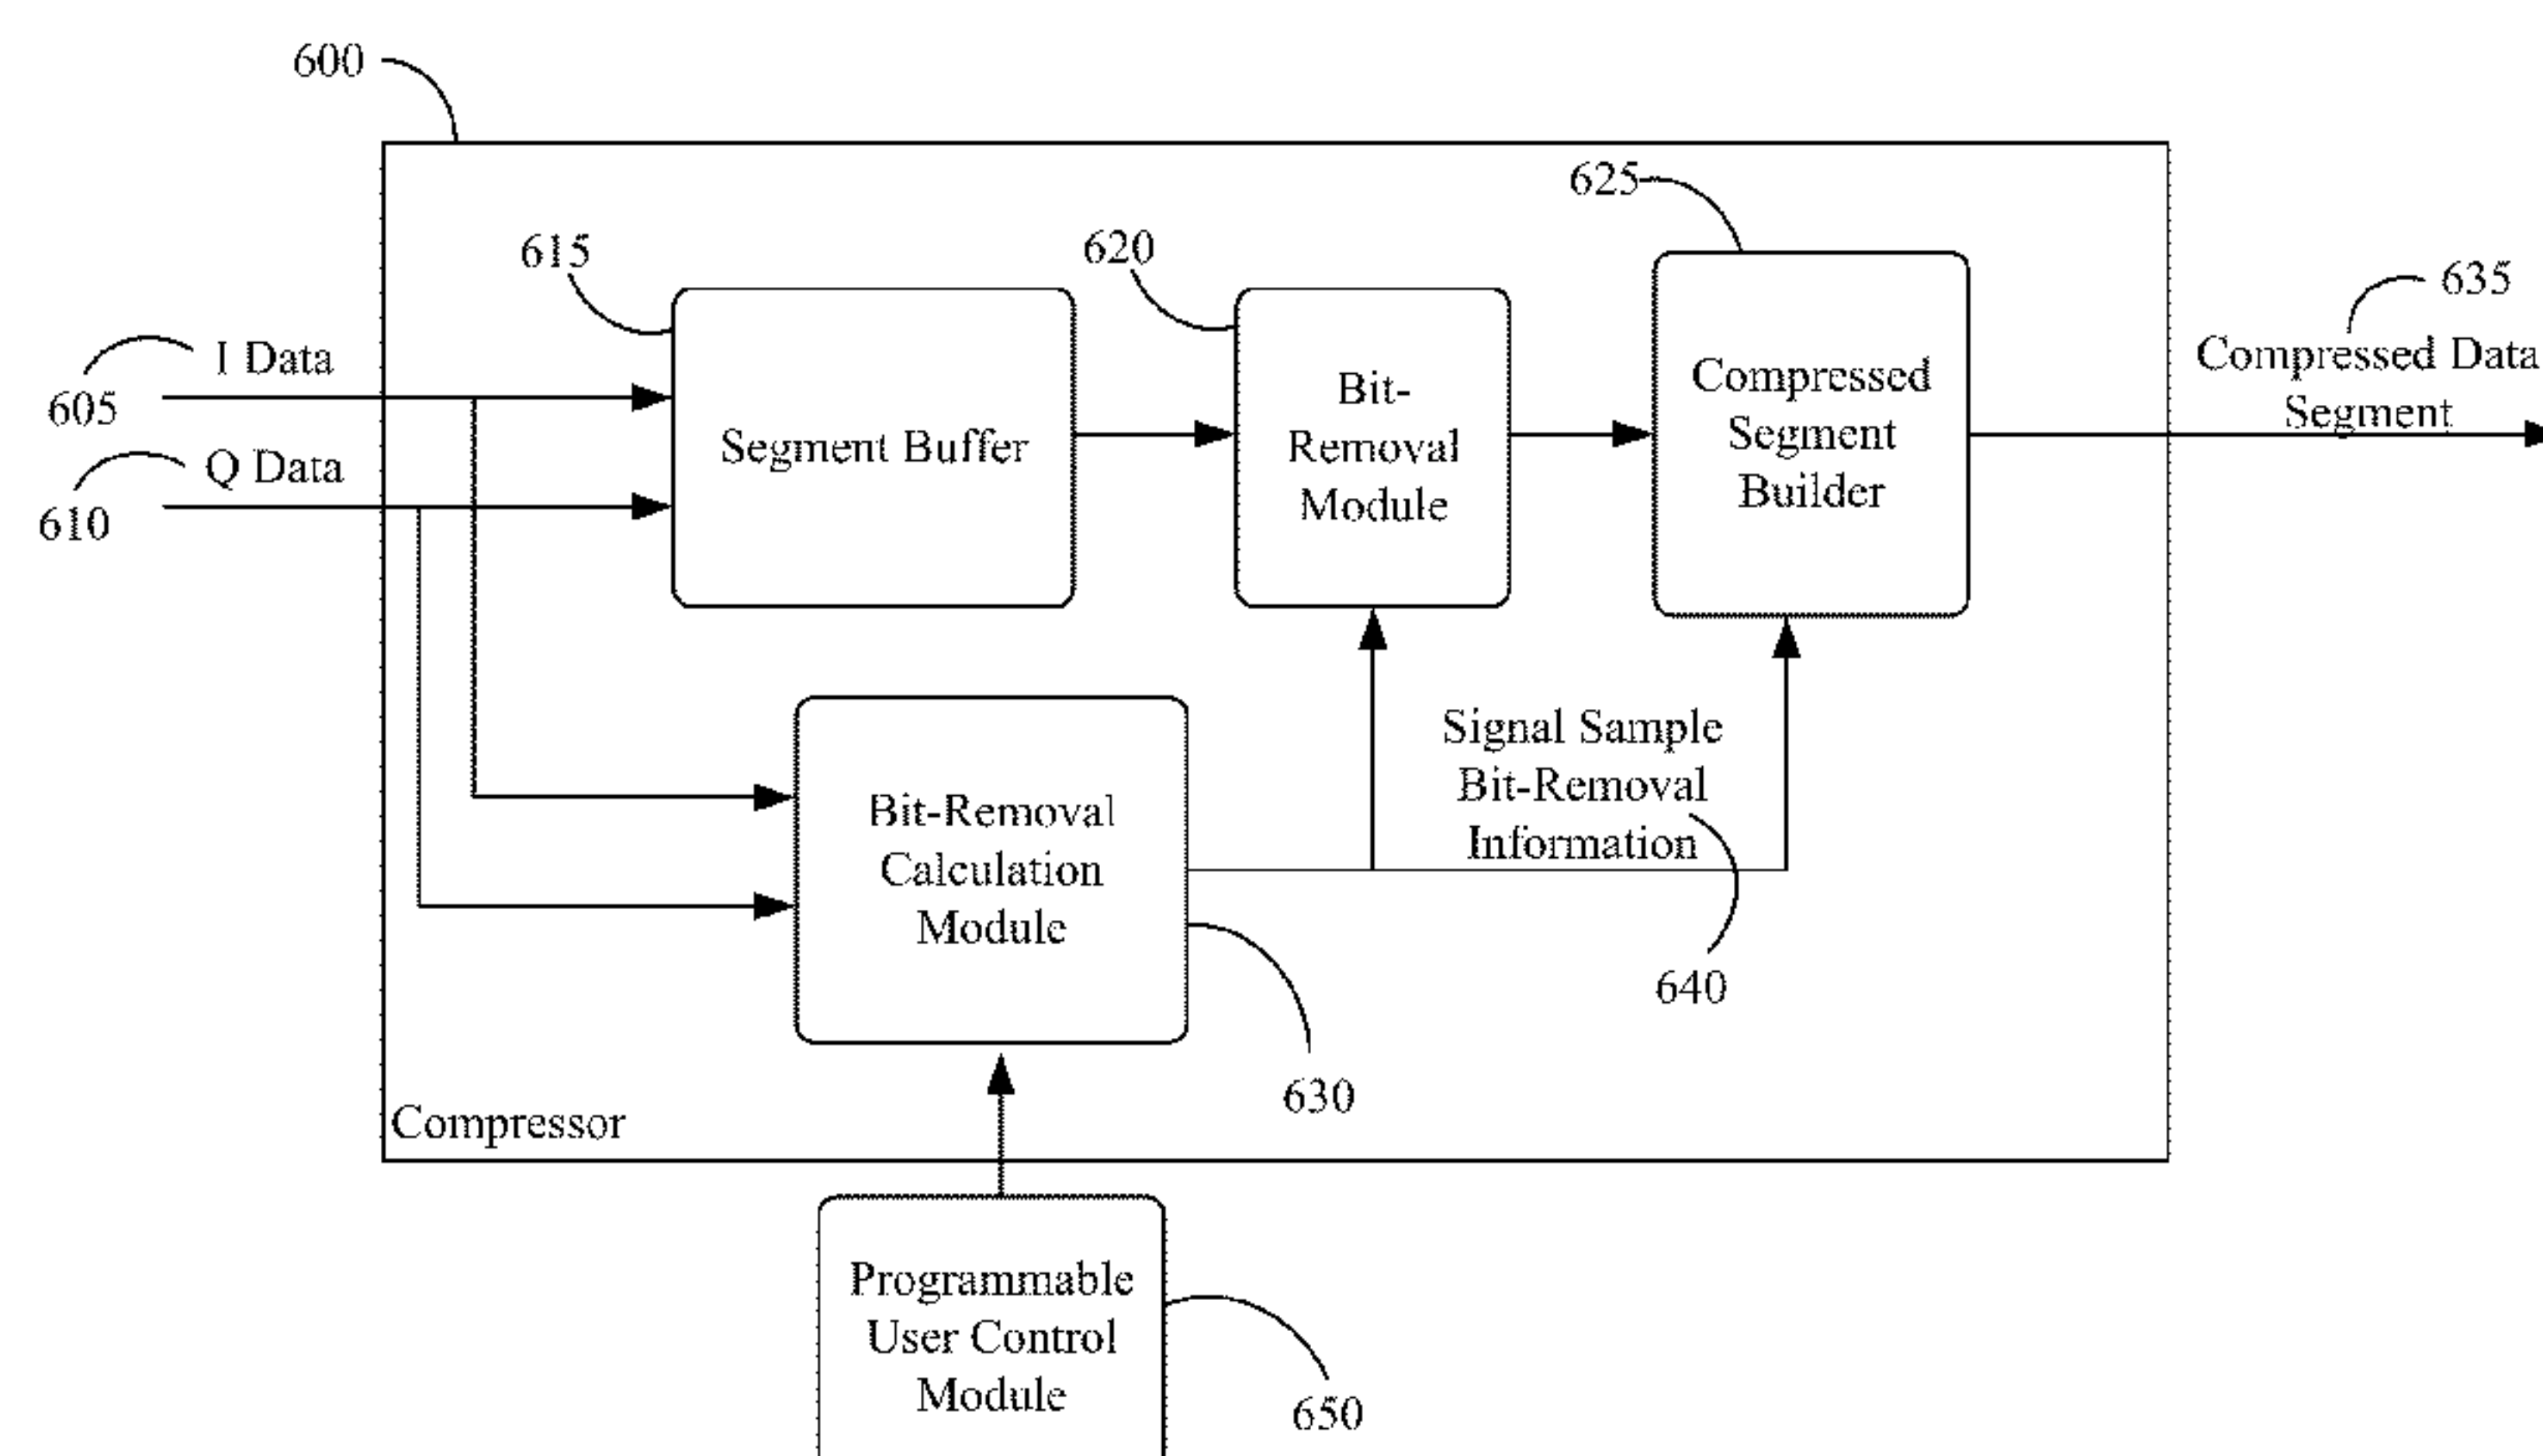 600
625
615
620
635
I Data
605
Q Data
610
Segment Buffer
Bit-
Removal
Module
Compressed
Segment
Builder
Compressed Data
Segment
Bit-Removal
Calculation
Module
Signal Sample
Bit-Removal
Information
640
630
Compressor
Programmable
User Control
Module
650